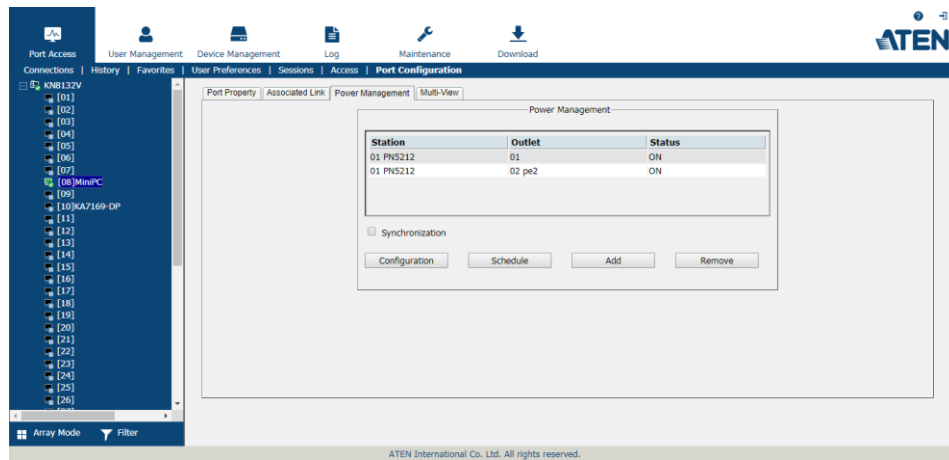 ATEN
Port Access User Management Device Management Log Maintenance Download
Connections | History | Favorites | User Preferences | Sessions | Access | Port Configuration
KN8132V
[01]
[02]
[03]
[04]
[05]
[06]
[07]
[08]MiniPC
[09]
[10]KA7169-DP
[11]
[12]
[13]
[14]
[15]
[16]
[17]
[18]
[19]
[20]
[21]
[22]
[23]
[24]
[25]
[26]
Array Mode Filter
Port Property Associated Link Power Management Multi-View
Power Management
Station Outlet Status
01 PN5212 01 ON
01 PN5212 02 pe2 ON
Synchronization
Configuration Schedule Add Remove
ATEN International Co. Ltd. All rights reserved.